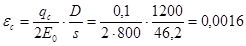 ε_c = q_c / 2E_0 · D / s = 0,1 / 2·800 · 1200 / 46,2 = 0,0016